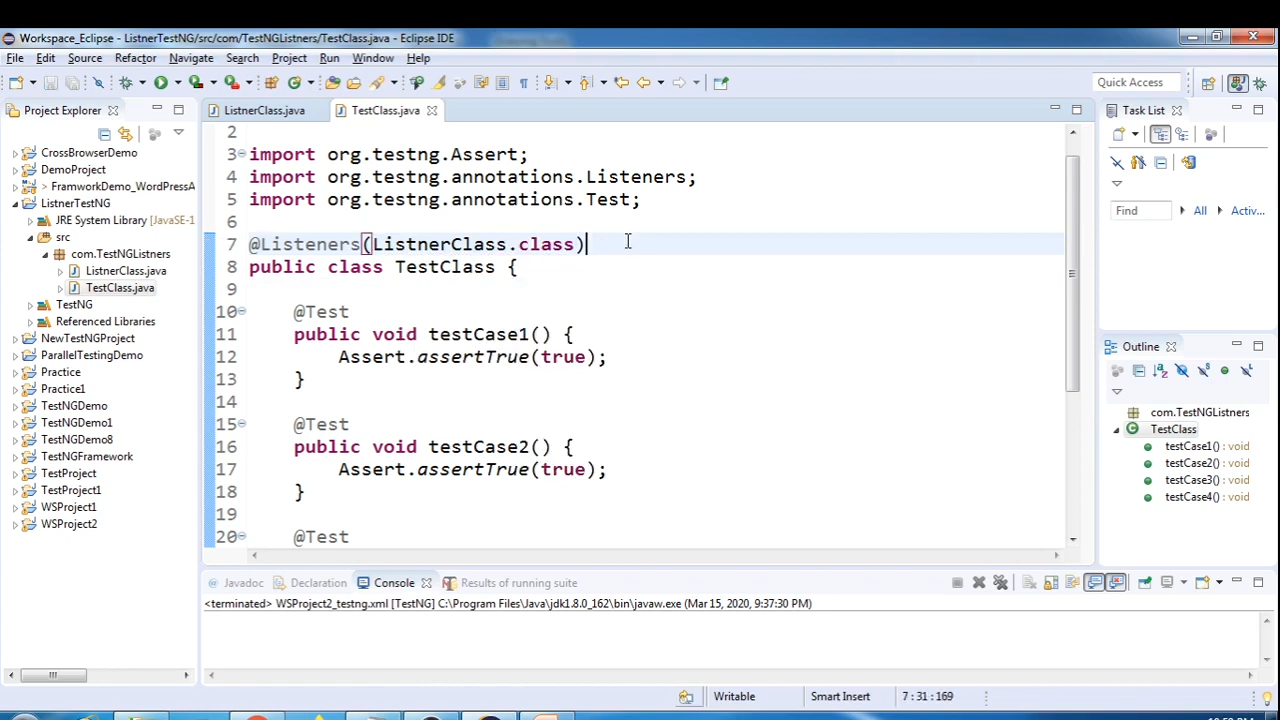 Workspace_Eclipse - ListnerTestNG/src/com/TestNGListners/TestClass.java - Eclipse IDE
File Edit Source Refactor Navigate Search Project Run Window Help
Quick Access
Project Explorer
CrossBrowserDemo
DemoProject
> FramworkDemo_WordPressA
ListnerTestNG
JRE System Library [JavaSE-1
src
com.TestNGListners
ListnerClass.java
TestClass.java
TestNG
Referenced Libraries
NewTestNGProject
ParallelTestingDemo
Practice
Practice1
TestNGDemo
TestNGDemo1
TestNGDemo8
TestNGFramework
TestProject
TestProject1
WSProject1
WSProject2
ListnerClass.java TestClass.java
2
3 import org.testng.Assert;
4 import org.testng.annotations.Listeners;
5 import org.testng.annotations.Test;
6
7 @Listeners(ListnerClass.class)
8 public class TestClass {
9
10 @Test
11 public void testCase1() {
12 Assert.assertTrue(true);
13 }
14
15 @Test
16 public void testCase2() {
17 Assert.assertTrue(true);
18 }
19
20 @Test
Task List
Find All Activ...
Outline
com.TestNGListners
TestClass
testCase1() : void
testCase2() : void
testCase3() : void
testCase4() : void
Javadoc Declaration Console Results of running suite
<terminated> WSProject2_testng.xml [TestNG] C:\Program Files\Java\jdk1.8.0_162\bin\javaw.exe (Mar 15, 2020, 9:37:30 PM)
Writable Smart Insert 7 : 31 : 169